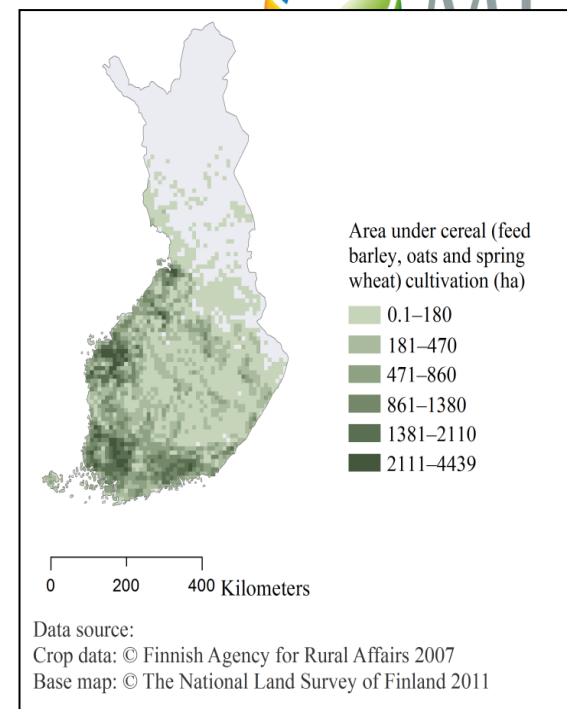 Area under cereal (feed
barley, oats and spring
wheat) cultivation (ha)
0.1–180
181–470
471–860
861–1380
1381–2110
2111–4439
0 200 400 Kilometers
Data source:
Crop data: © Finnish Agency for Rural Affairs 2007
Base map: © The National Land Survey of Finland 2011